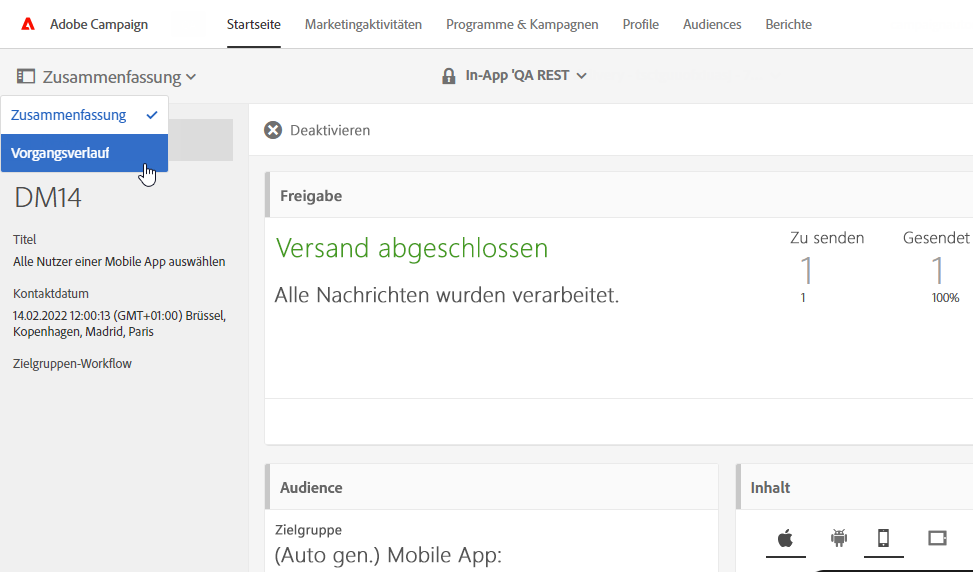 Adobe Campaign
Startseite
Marketingaktivitäten
Programme & Kampagnen
Profile
Audiences
Berichte
Zusammenfassung
In-App 'QA REST
Zusammenfassung
Vorgangsverlauf
Deaktivieren
DM14
Titel
Alle Nutzer einer Mobile App auswählen
Kontaktdatum
14.02.2022 12:00:13 (GMT+01:00) Brüssel,
Kopenhagen, Madrid, Paris
Zielgruppen-Workflow
Freigabe
Versand abgeschlossen
Alle Nachrichten wurden verarbeitet.
Zu senden
1
1
Gesendet
1
100%
Audience
Zielgruppe
(Auto gen.) Mobile App:
Inhalt